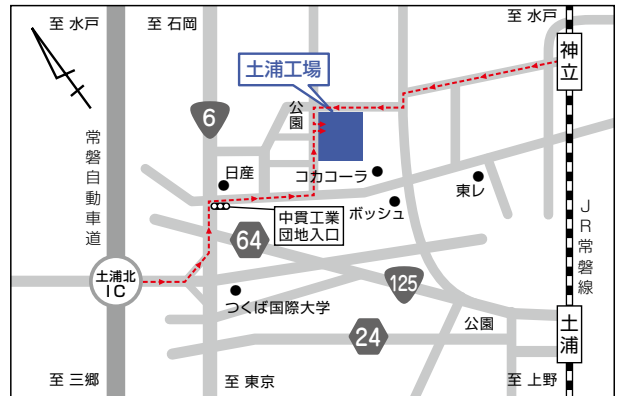 至 水戸
至 石岡
至 水戸
神立
土浦工場
公園
6
常磐自動車道
日産
コカコーラ
東レ
ボッシュ
中貫工業
団地入口
64
JR常磐線
土浦北
IC
125
つくば国際大学
公園
土浦
24
至 三郷
至 東京
至 上野